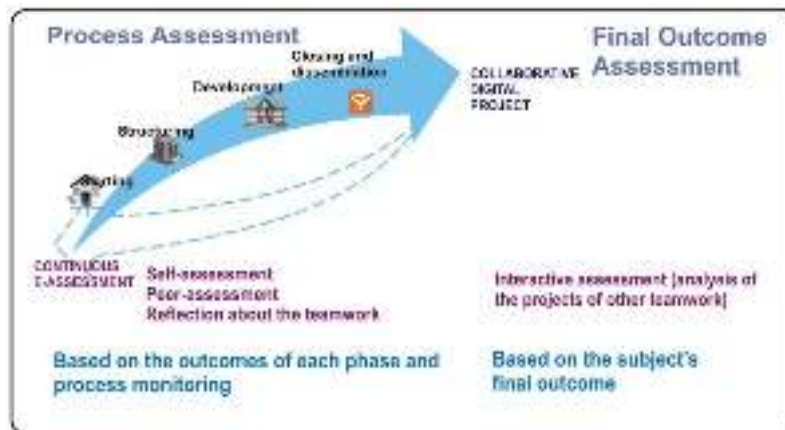 Process Assessment
Final Outcome
Assessment
Closing and
dissemination
COLLABORATIVE
DIGITAL
PROJECT
Development
Structuring
Starting
CONTINUOUS
E-ASSESSMENT
Self-assessment
Peer-assessment
Reflection about the teamwork
Interactive assessment (analysis of
the projects of other teamwork)
Based on the outcomes of each phase and
process monitoring
Based on the subject's
final outcome